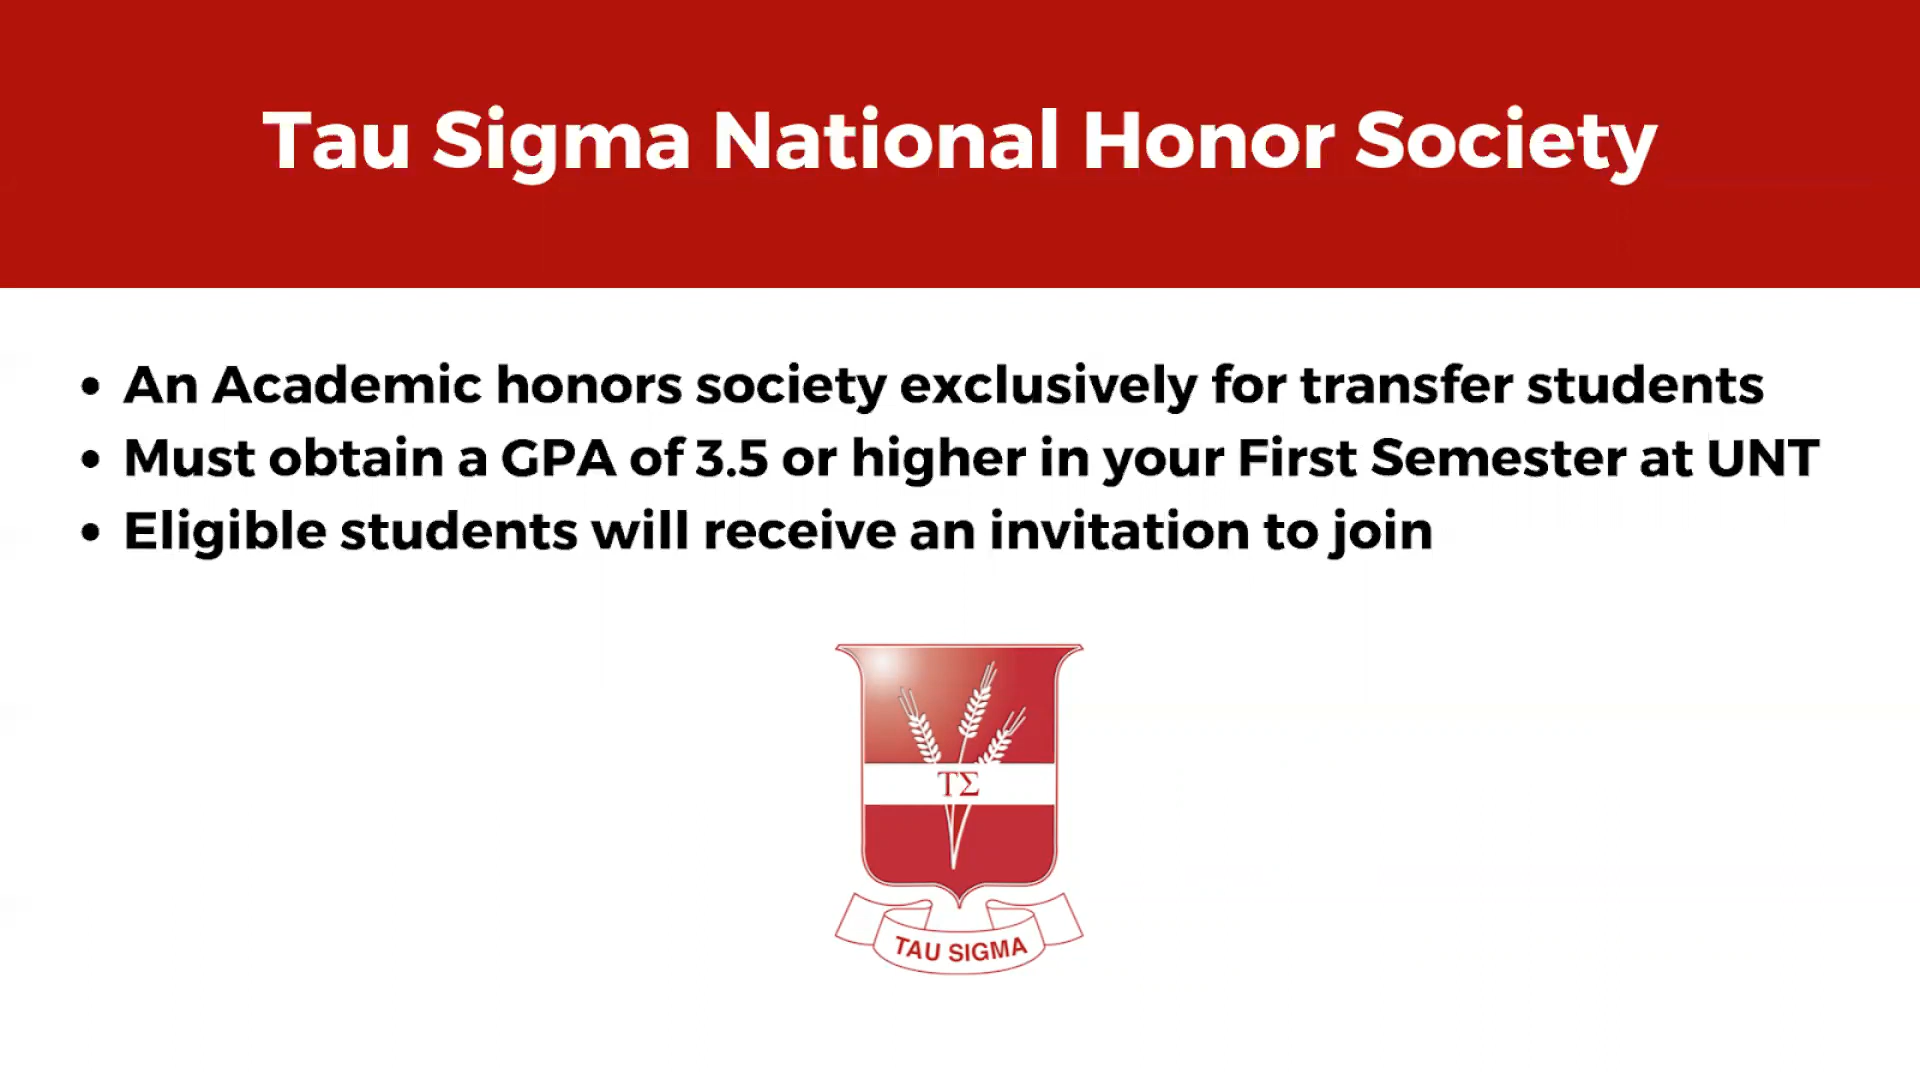 Tau Sigma National Honor Society
• An Academic honors society exclusively for transfer students
• Must obtain a GPA of 3.5 or higher in your First Semester at UNT
• Eligible students will receive an invitation to join
ΤΣ
TAU SIGMA